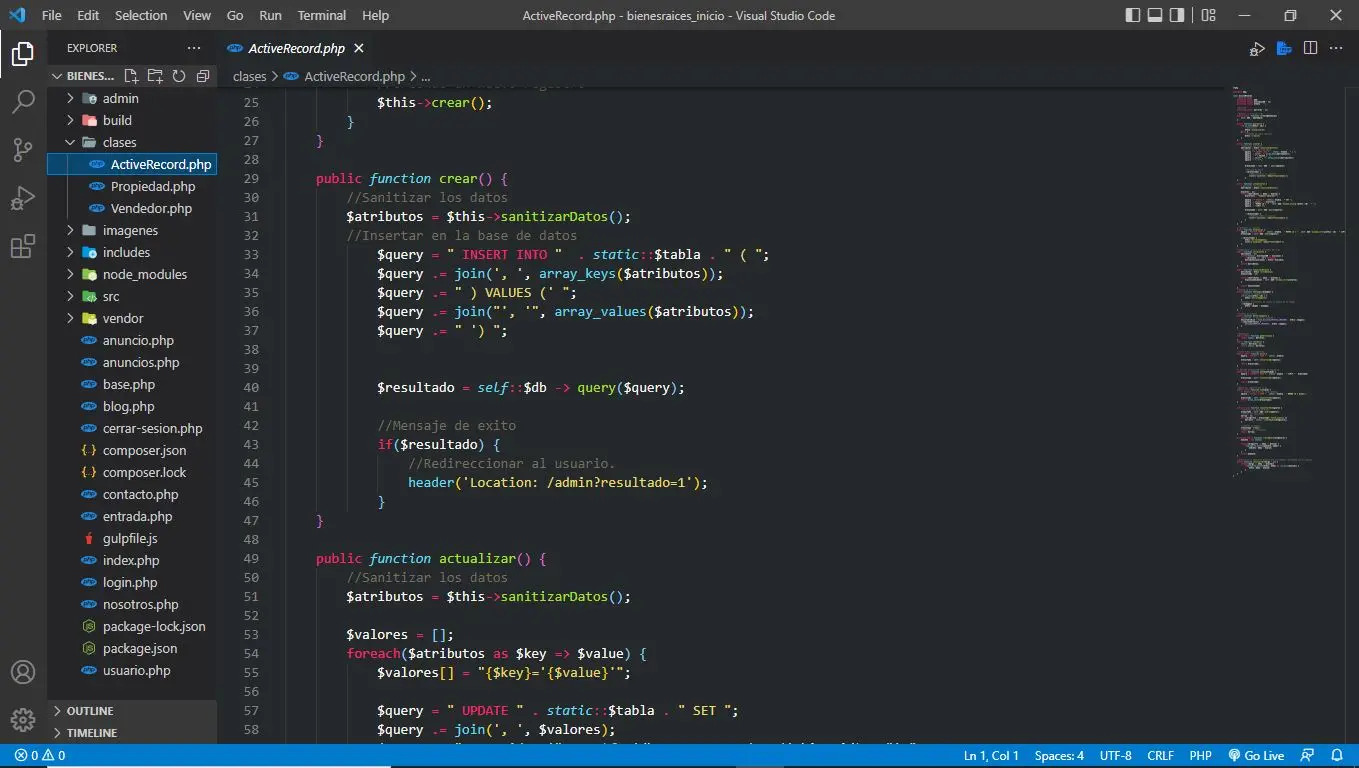 File Edit Selection View Go Run Terminal Help ActiveRecord.php - bienesraices_inicio - Visual Studio Code
EXPLORER ...
BIENES...
admin
build
clases
ActiveRecord.php
Propiedad.php
Vendedor.php
imagenes
includes
node_modules
src
vendor
anuncio.php
anuncios.php
base.php
blog.php
cerrar-sesion.php
composer.json
composer.lock
contacto.php
entrada.php
gulpfile.js
index.php
login.php
nosotros.php
package-lock.json
package.json
usuario.php
OUTLINE
TIMELINE
php ActiveRecord.php
clases > php ActiveRecord.php > ...
25 $this->crear();
26 }
27 }
28
29 public function crear() {
30 //Sanitizar los datos
31 $atributos = $this->sanitizarDatos();
32 //Insertar en la base de datos
33 $query = " INSERT INTO " . static::$tabla . " ( ";
34 $query .= join(', ', array_keys($atributos));
35 $query .= " ) VALUES (' ";
36 $query .= join("', '", array_values($atributos));
37 $query .= " ') ";
38
39
40 $resultado = self::$db -> query($query);
41
42 //Mensaje de exito
43 if($resultado) {
44 //Redireccionar al usuario.
45 header('Location: /admin?resultado=1');
46 }
47 }
48
49 public function actualizar() {
50 //Sanitizar los datos
51 $atributos = $this->sanitizarDatos();
52
53 $valores = [];
54 foreach($atributos as $key => $value) {
55 $valores[] = "{$key}='{$value}'";
56
57 $query = " UPDATE " . static::$tabla . " SET ";
58 $query .= join(', ', $valores);
0 0 Ln 1, Col 1 Spaces: 4 UTF-8 CRLF PHP Go Live